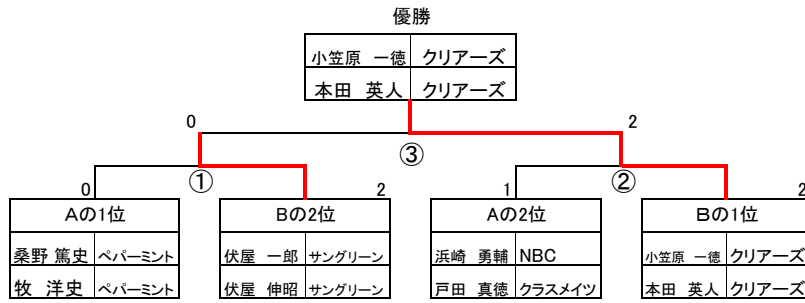 優勝
小笠原 一徳 クリアーズ
本田 英人 クリアーズ
0 2
③
0 ① 2 1 ② 2
Aの1位 Bの2位 Aの2位 Bの1位
桑野 篤史 ペパーミント 伏屋 一郎 サングリーン 浜崎 勇輔 NBC 小笠原 一徳 クリアーズ
牧 洋史 ペパーミント 伏屋 伸昭 サングリーン 戸田 真徳 クラスメイツ 本田 英人 クリアーズ